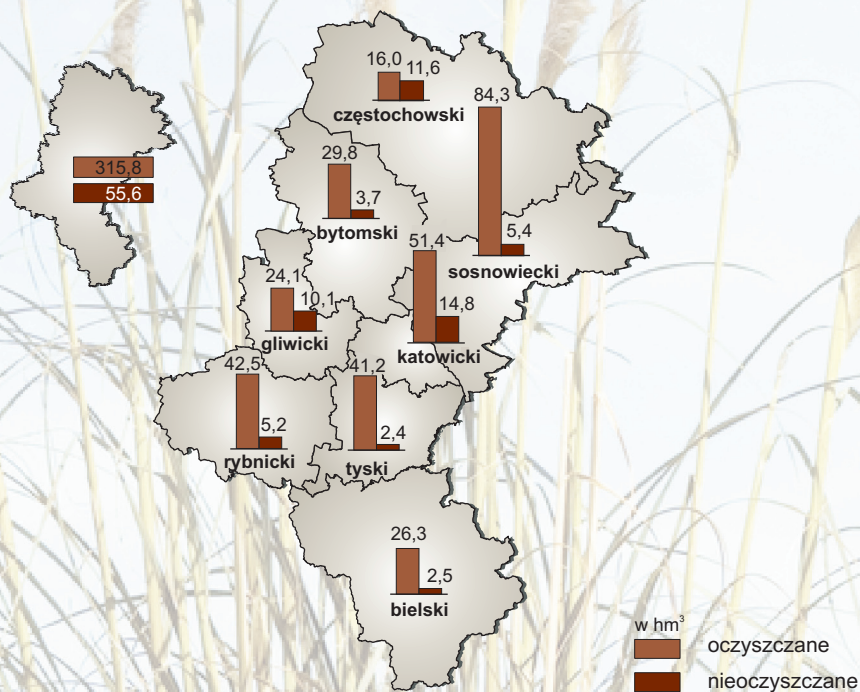 16,0 11,6
84,3
częstochowski
29,8
3,7
315,8
55,6
bytomski
5,4
51,4
sosnowiecki
24,1
10,1
14,8
gliwicki
katowicki
42,5
41,2
5,2
2,4
rybnicki
tyski
26,3
2,5
bielski
w hm³
oczyszczane
nieoczyszczane